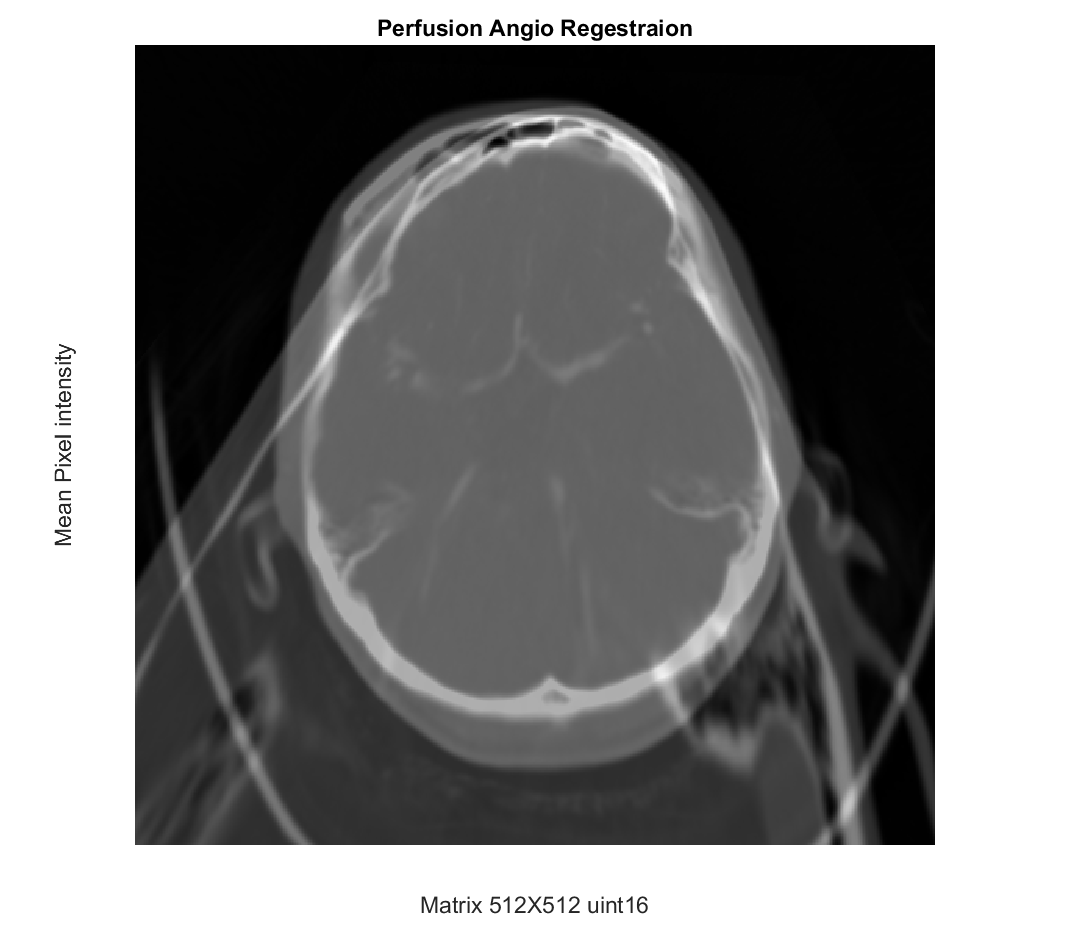 Perfusion Angio Regestraion
Mean Pixel intensity
Matrix 512X512 uint16